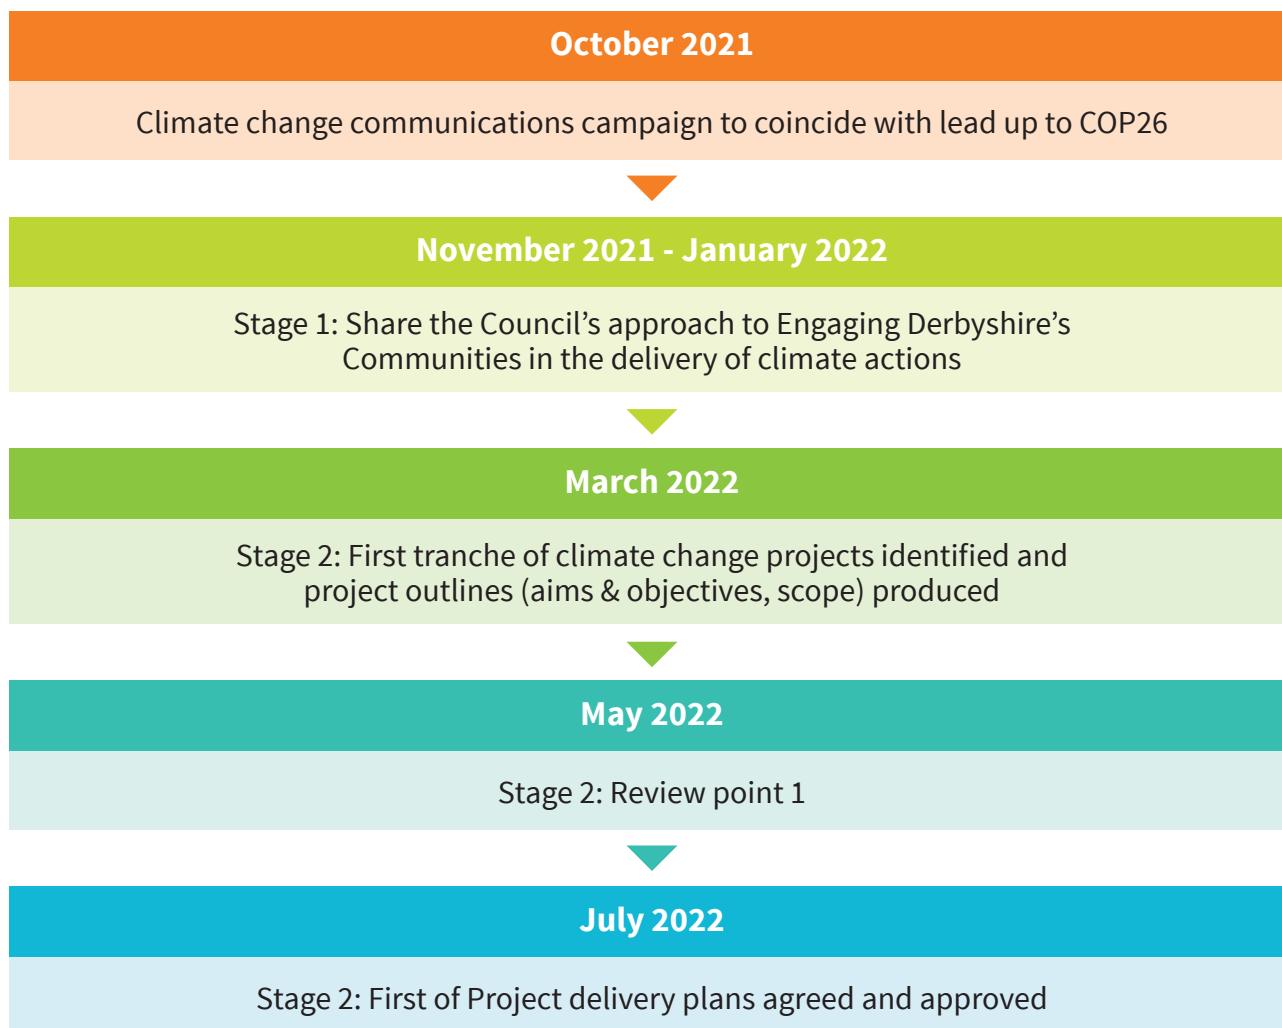 October 2021
Climate change communications campaign to coincide with lead up to COP26
November 2021 - January 2022
Stage 1: Share the Council’s approach to Engaging Derbyshire’s
Communities in the delivery of climate actions
March 2022
Stage 2: First tranche of climate change projects identified and
project outlines (aims & objectives, scope) produced
May 2022
Stage 2: Review point 1
July 2022
Stage 2: First of Project delivery plans agreed and approved